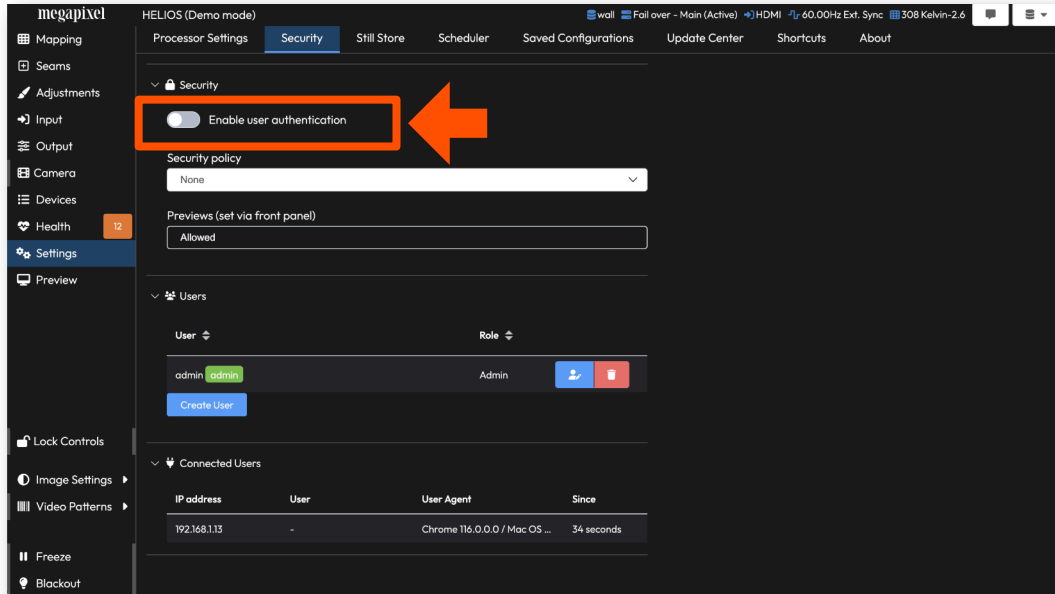 megapixel
HELIOS (Demo mode) wall Fail over - Main (Active) HDMI 60.00Hz Ext. Sync 308 Kelvin-2.6
Processor Settings Security Still Store Scheduler Saved Configurations Update Center Shortcuts About
Mapping
Seams
Adjustments
Input
Output
Camera
Devices
Health 12
Settings
Preview
Lock Controls
Image Settings
Video Patterns
Freeze
Blackout
Security
Enable user authentication
Security policy
None
Previews (set via front panel)
Allowed
Users
User Role
admin admin Admin
Create User
Connected Users
IP address User User Agent Since
192.168.1.13 - Chrome 116.0.0.0 / Mac OS ... 34 seconds